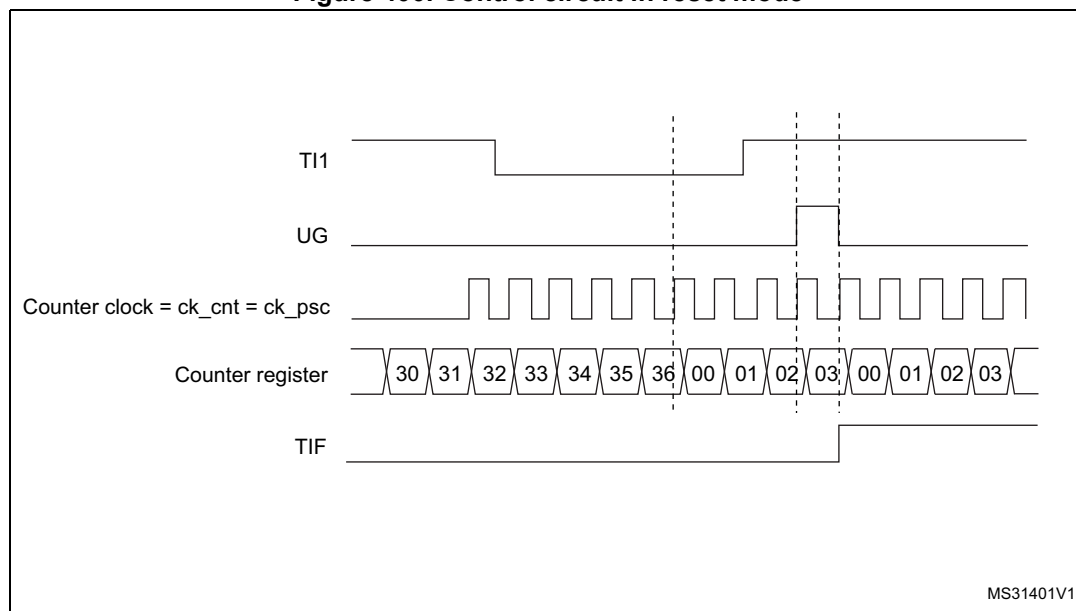 TI1
UG
Counter clock = ck_cnt = ck_psc
Counter register 30 31 32 33 34 35 36 00 01 02 03 00 01 02 03
TIF
MS31401V1